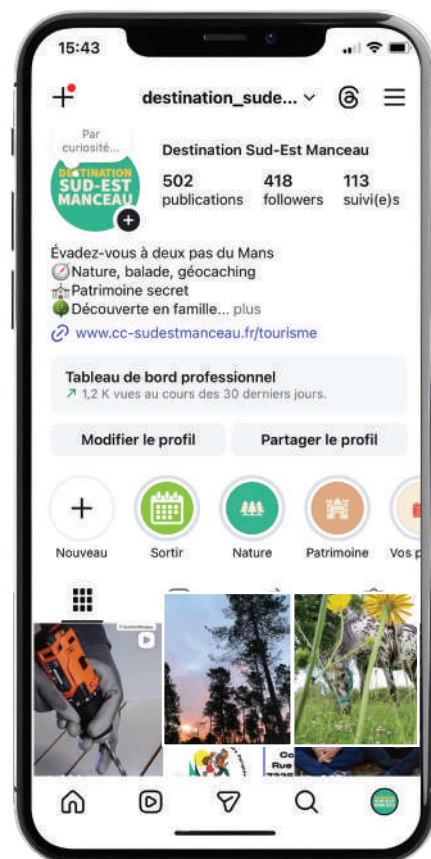 15:43
destination_sude...
Par
curiosité...
DESTINATION
SUD-EST
MANCEAU
Destination Sud-Est Manceau
502
418
113
publications
followers
suivi(e)s
Évadez-vous à deux pas du Mans
Nature, balade, géocaching
Patrimoine secret
Découverte en famille... plus
www.cc-sudestmanceau.fr/tourisme
Tableau de bord professionnel
1,2 K vues au cours des 30 derniers jours.
Modifier le profil
Partager le profil
Nouveau
Sortir
Nature
Patrimoine
Vos p
Co
Rue